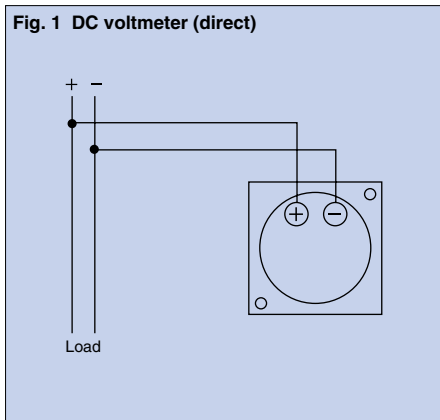 Fig. 1 DC voltmeter (direct)
+ −
+ −
Load